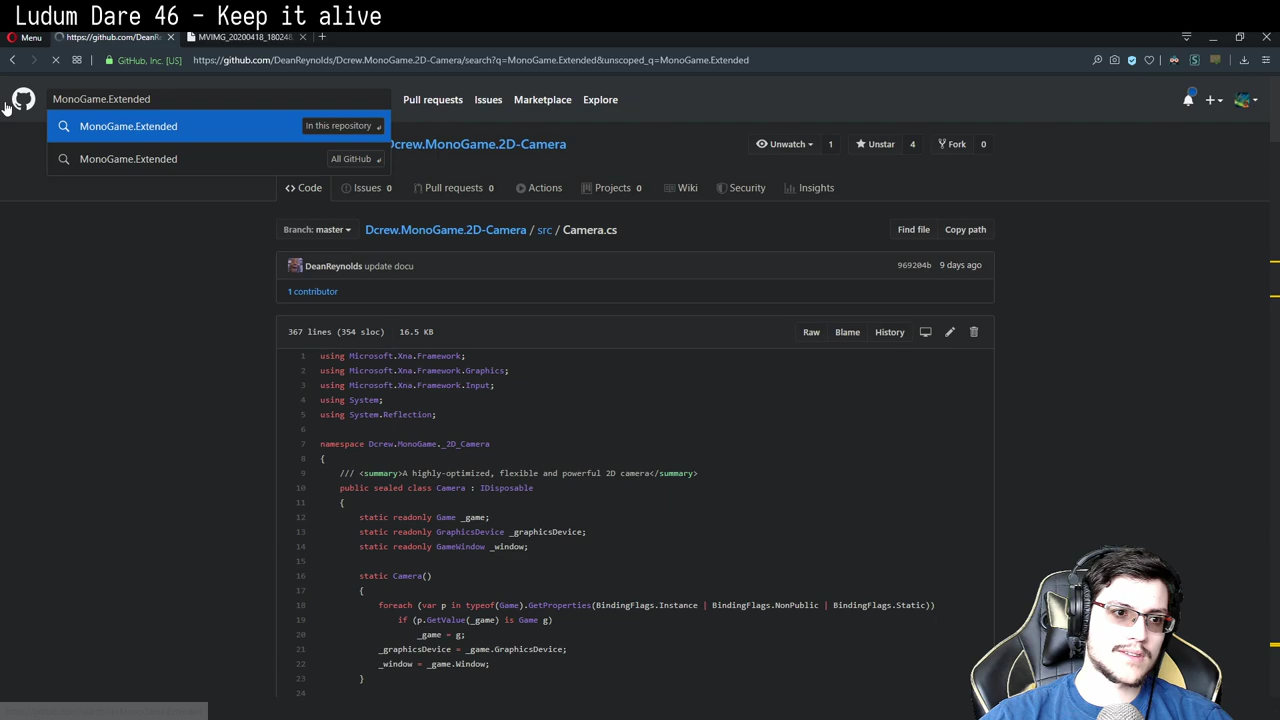 Ludum Dare 46 - Keep it alive
Menu
https://github.com/DeanR
MVIMG_20200418_180248
GitHub, Inc. [US]
https://github.com/DeanReynolds/Dcrew.MonoGame.2D-Camera/search?q=MonoGame.Extended&unscoped_q=MonoGame.Extended
MonoGame.Extended
Pull requests Issues Marketplace Explore
MonoGame.Extended In this repository
MonoGame.Extended All GitHub
Dcrew.MonoGame.2D-Camera
Unwatch 1 Unstar 4 Fork 0
Code Issues 0 Pull requests 0 Actions Projects 0 Wiki Security Insights
Branch: master Dcrew.MonoGame.2D-Camera / src / Camera.cs Find file Copy path
DeanReynolds update docu 969204b 9 days ago
1 contributor
367 lines (354 sloc) 16.5 KB Raw Blame History
1 using Microsoft.Xna.Framework;
2 using Microsoft.Xna.Framework.Graphics;
3 using Microsoft.Xna.Framework.Input;
4 using System;
5 using System.Reflection;
6
7 namespace Dcrew.MonoGame._2D_Camera
8 {
9 /// <summary>A highly-optimized, flexible and powerful 2D camera</summary>
10 public sealed class Camera : IDisposable
11 {
12 static readonly Game _game;
13 static readonly GraphicsDevice _graphicsDevice;
14 static readonly GameWindow _window;
15
16 static Camera()
17 {
18 foreach (var p in typeof(Game).GetProperties(BindingFlags.Instance | BindingFlags.NonPublic | BindingFlags.Static))
19 if (p.GetValue(_game) is Game g)
20 _game = g;
21 _graphicsDevice = _game.GraphicsDevice;
22 _window = _game.Window;
23 }
24